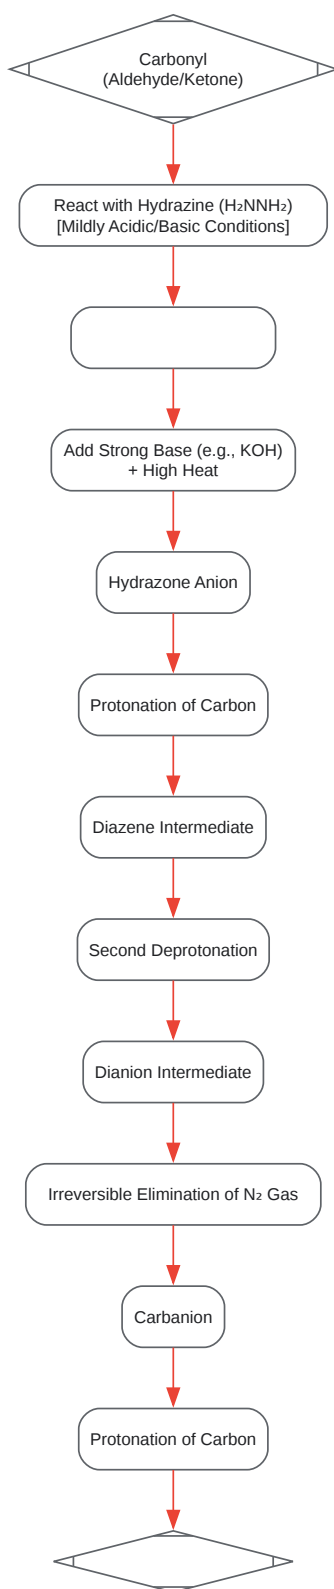 Carbonyl
(Aldehyde/Ketone)
React with Hydrazine (H₂NNH₂)
[Mildly Acidic/Basic Conditions]
Add Strong Base (e.g., KOH)
+ High Heat
Hydrazone Anion
Protonation of Carbon
Diazene Intermediate
Second Deprotonation
Dianion Intermediate
Irreversible Elimination of N₂ Gas
Carbanion
Protonation of Carbon